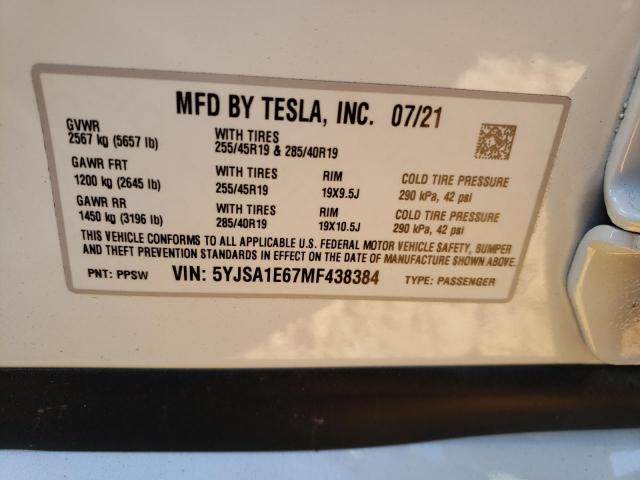 MFD BY TESLA, INC. 07/21
GVWR
2567 kg (5657 lb)
WITH TIRES
255/45R19 & 285/40R19
GAWR FRT
1200 kg (2645 lb)
WITH TIRES
255/45R19
RIM
19X9.5J
COLD TIRE PRESSURE
290 kPa, 42 psi
GAWR RR
1450 kg (3196 lb)
WITH TIRES
285/40R19
RIM
19X10.5J
COLD TIRE PRESSURE
290 kPa, 42 psi
THIS VEHICLE CONFORMS TO ALL APPLICABLE U.S. FEDERAL MOTOR VEHICLE SAFETY, BUMPER
AND THEFT PREVENTION STANDARDS IN EFFECT ON THE DATE OF MANUFACTURE SHOWN ABOVE.
PNT: PPSW VIN: 5YJSA1E67MF438384 TYPE: PASSENGER